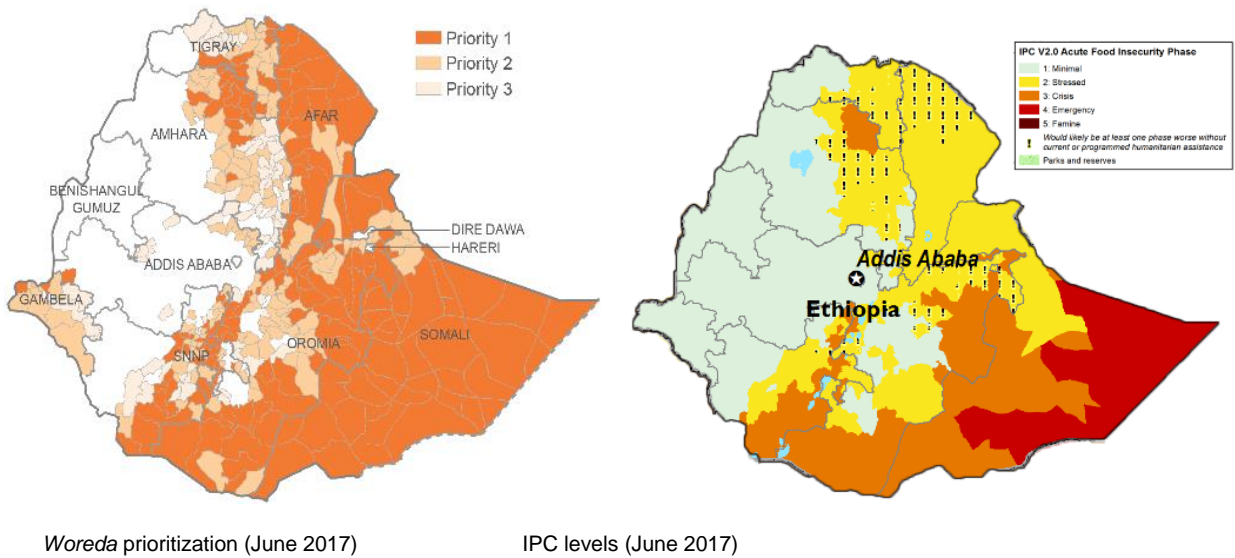 Priority 1
Priority 2
Priority 3
TIGRAY
AFAR
AMHARA
BENISHANGUL
GUMUZ
DIRE DAWA
HARERI
ADDIS ABABA
GAMBELA
SOMALI
OROMIA
SNNP
IPC V2.0 Acute Food Insecurity Phase
1: Minimal
2: Stressed
3: Crisis
4: Emergency
5: Famine
! Would likely be at least one phase worse without
current or programmed humanitarian assistance
Parks and reserves
Addis Ababa
Ethiopia
Woreda prioritization (June 2017)
IPC levels (June 2017)